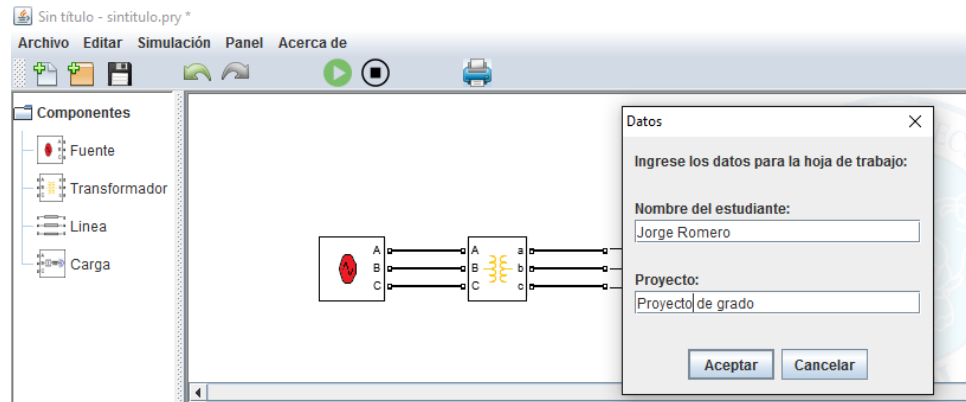 Sin título - sintitulo.pry *
Archivo Editar Simulación Panel Acerca de
Componentes
Fuente
Transformador
Linea
Carga
A
B
C
A a
B b
C c
Datos
Ingrese los datos para la hoja de trabajo:
Nombre del estudiante:
Jorge Romero
Proyecto:
Proyecto de grado
Aceptar Cancelar